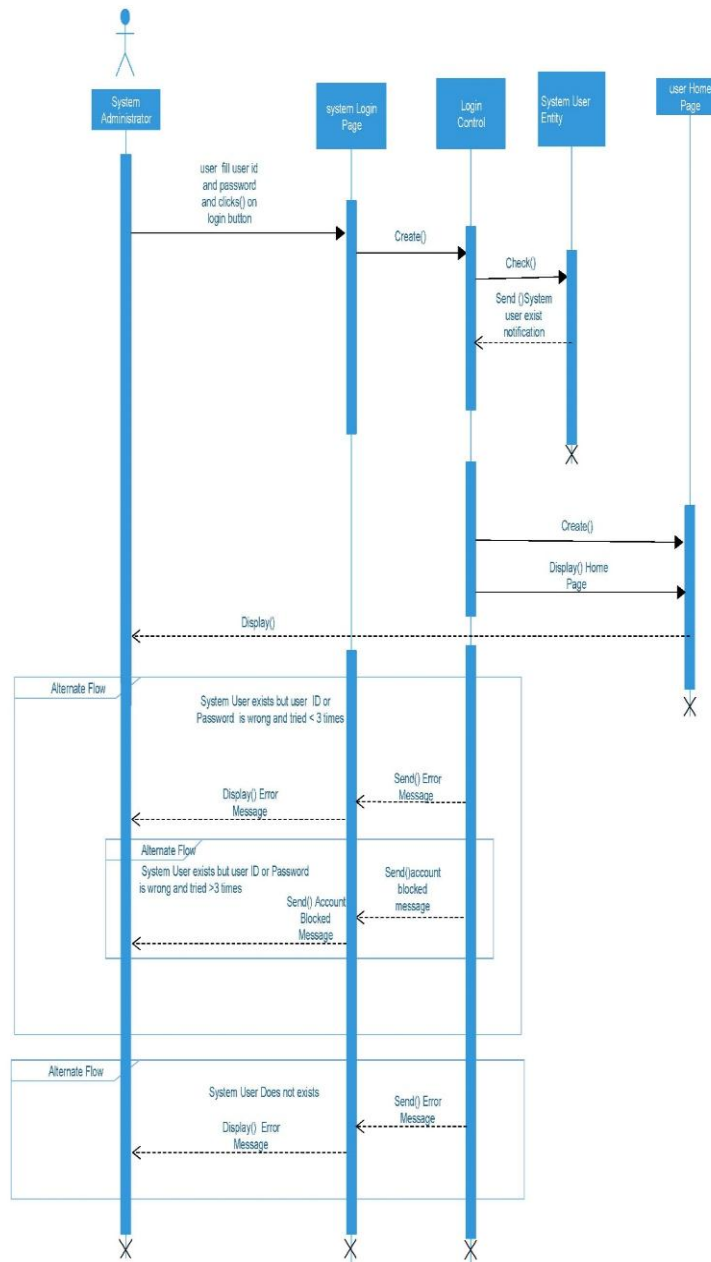 System
Administrator
system Login
Page
Login
Control
System User
Entity
user Home
Page
user fill user id
and password
and clicks() on
login button
Create()
Check()
Send ()System
user exist
notification
Create()
Display() Home
Page
Display()
Alternate Flow
System User exists but user ID or
Password is wrong and tried < 3 times
Send() Error
Message
Display() Error
Message
Alternate Flow
System User exists but user ID or Password
is wrong and tried >3 times
Send()account
blocked
message
Send() Account
Blocked
Message
Alternate Flow
System User Does not exists
Send() Error
Message
Display() Error
Message